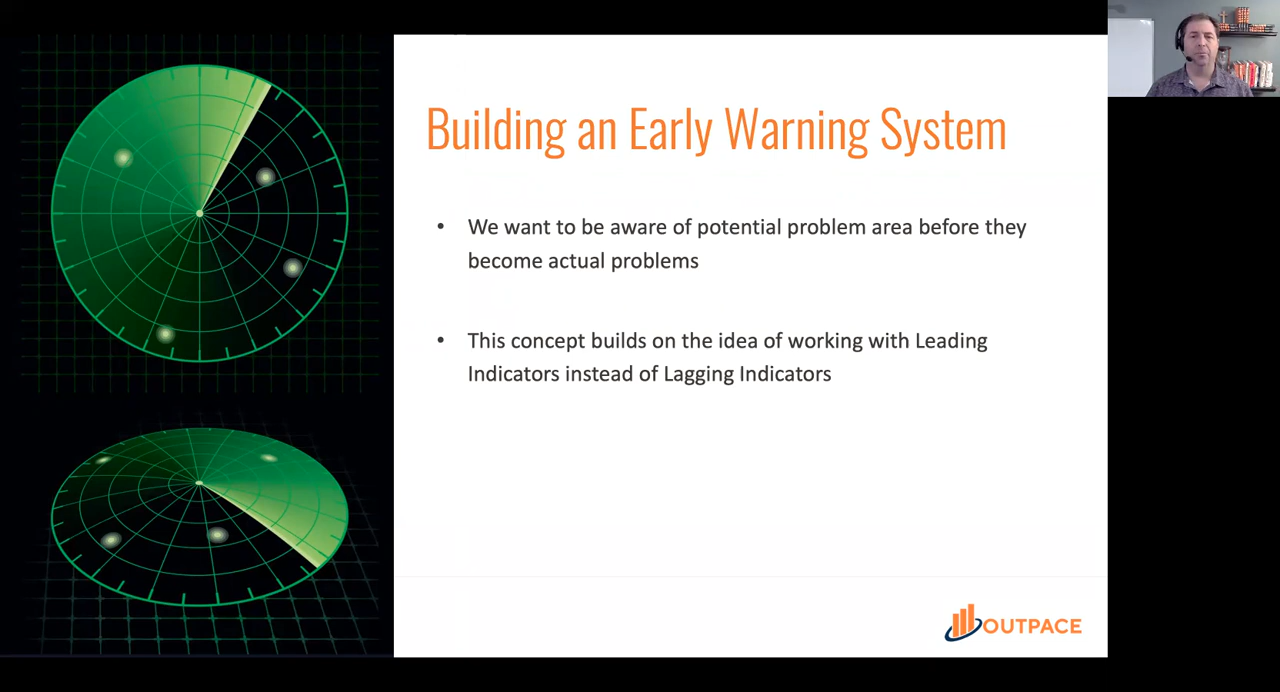 Building an Early Warning System
• We want to be aware of potential problem area before they
become actual problems
• This concept builds on the idea of working with Leading
Indicators instead of Lagging Indicators
OUTPACE